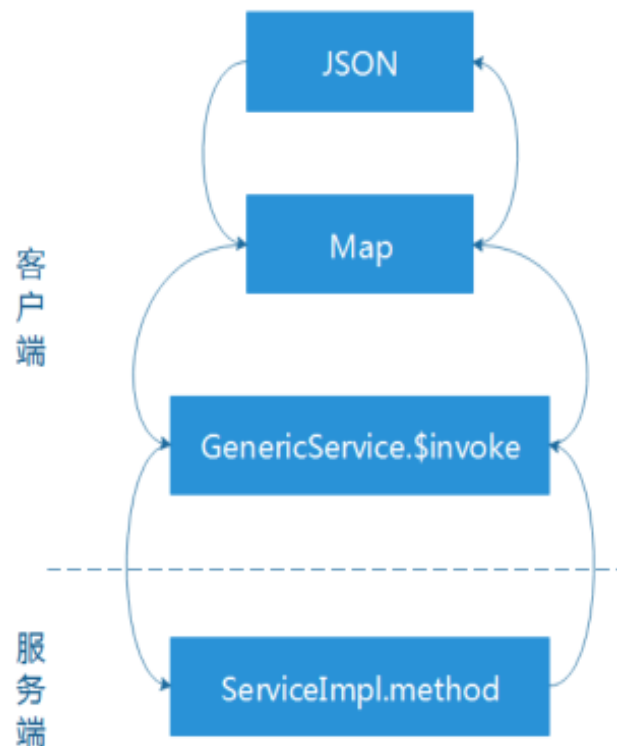 JSON
Map
客户端
GenericService.$invoke
服务端
ServiceImpl.method